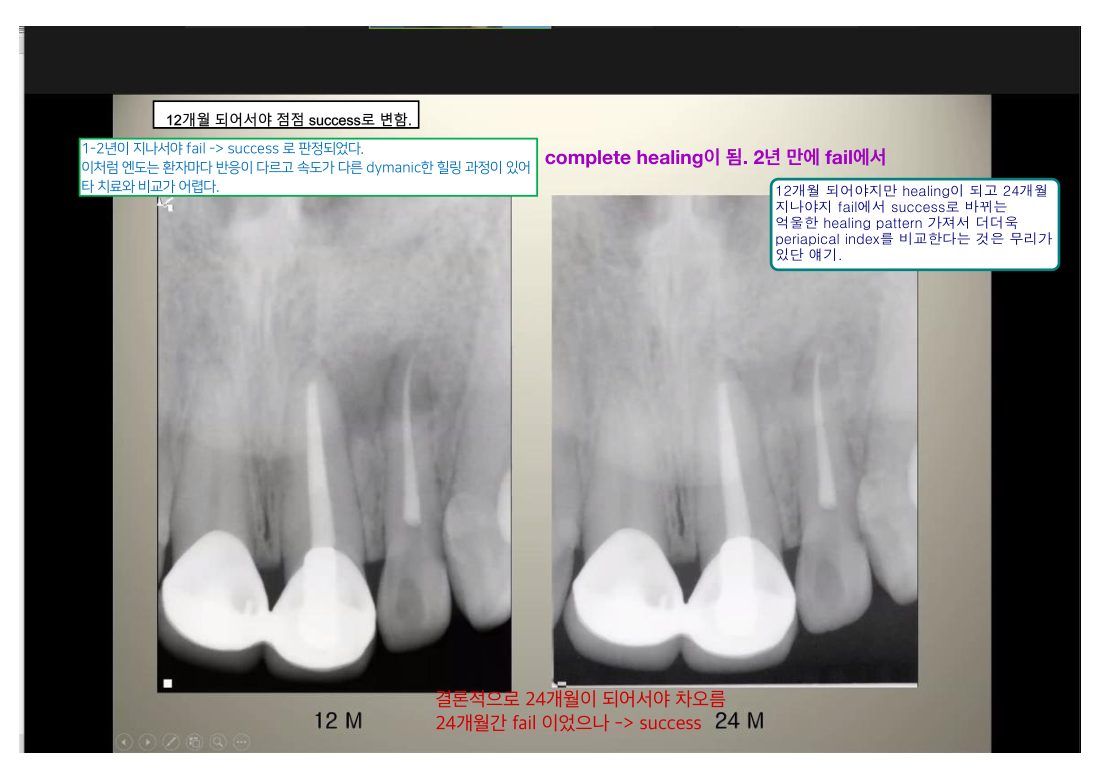 12개월 되어서야 점점 success로 변함.
1-2년이 지나서야 fail -> success 로 판정되었다.
이처럼 엔도는 환자마다 반응이 다르고 속도가 다른 dymanic한 힐링 과정이 있어
타 치료와 비교가 어렵다.
complete healing이 됨. 2년 만에 fail에서
12개월 되어야지만 healing이 되고 24개월
지나야지 fail에서 success로 바뀌는
억울한 healing pattern 가져서 더더욱
periapical index를 비교한다는 것은 무리가
있단 얘기.
결론적으로 24개월이 되어서야 차오름
24개월간 fail 이었으나 -> success
12 M
24 M